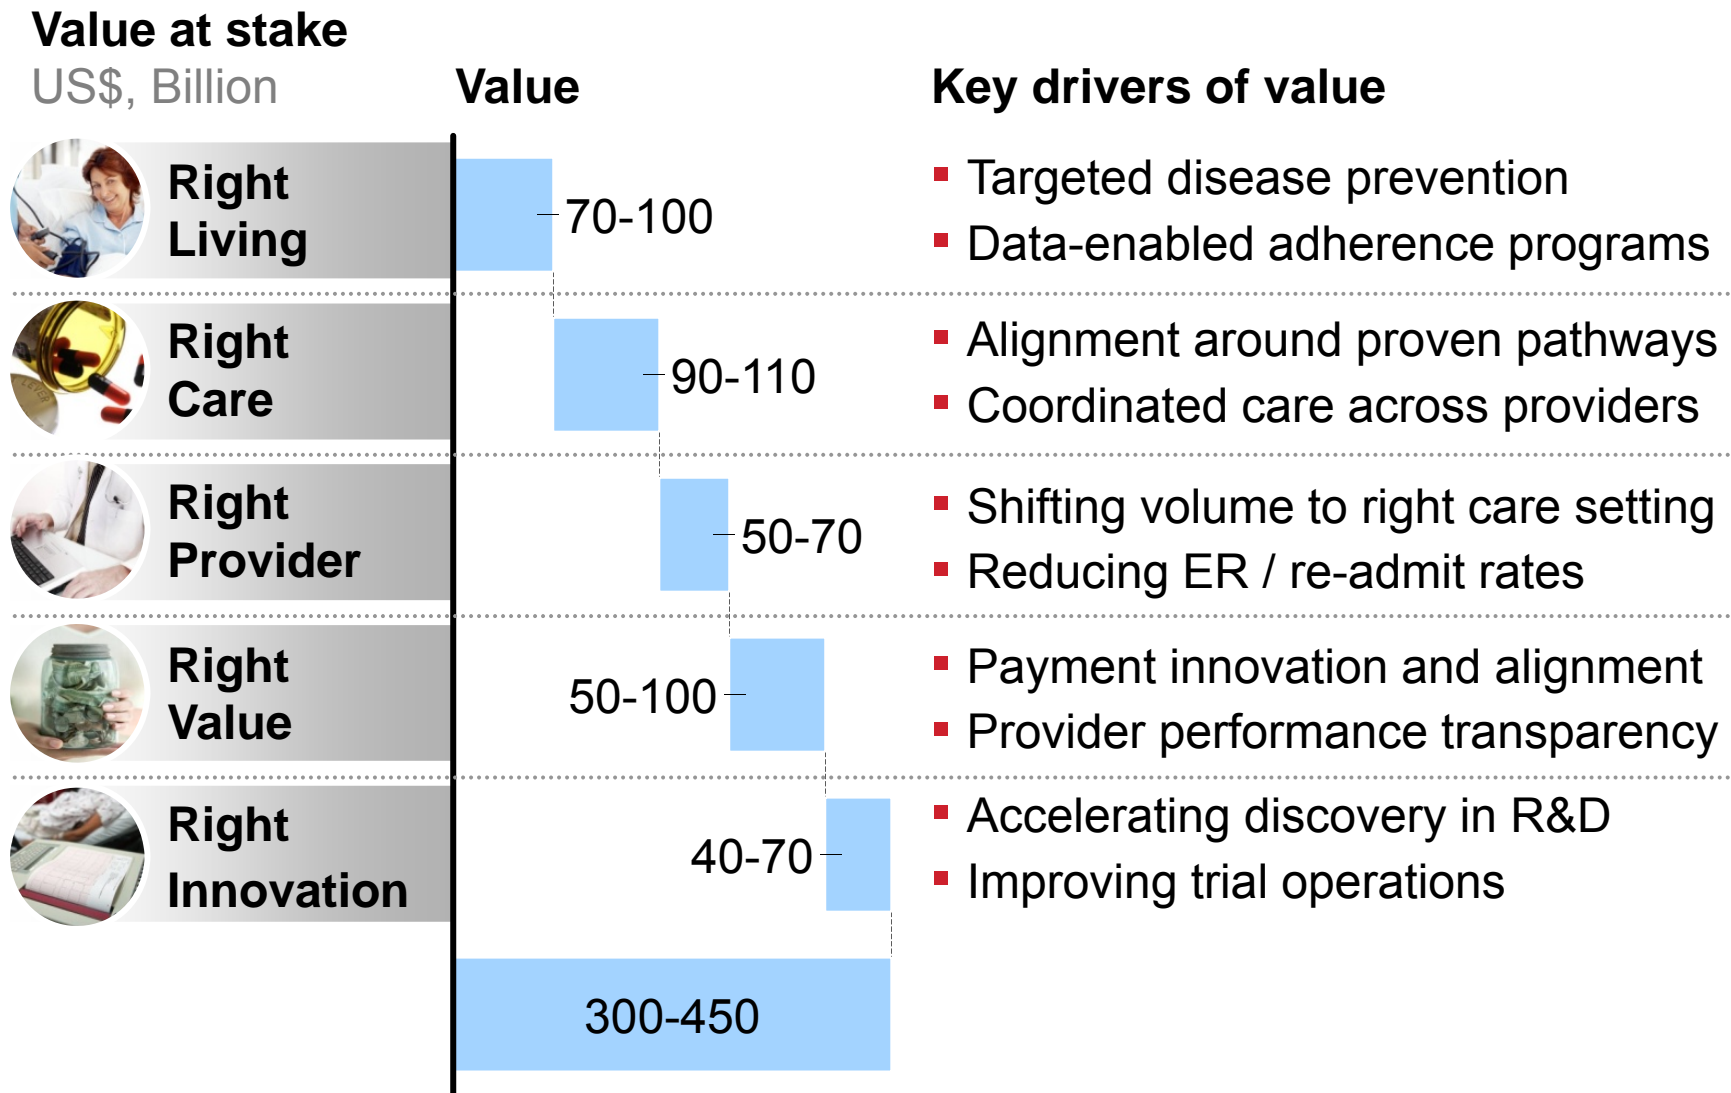 Value at stake
US$, Billion
Value
Key drivers of value
Right
Living
70-100
Targeted disease prevention
Data-enabled adherence programs
LEVER
Right
Care
90-110
Alignment around proven pathways
Coordinated care across providers
Right
Provider
50-70
Shifting volume to right care setting
Reducing ER / re-admit rates
Right
Value
50-100
Payment innovation and alignment
Provider performance transparency
Right
Innovation
40-70
Accelerating discovery in R&D
Improving trial operations
300-450